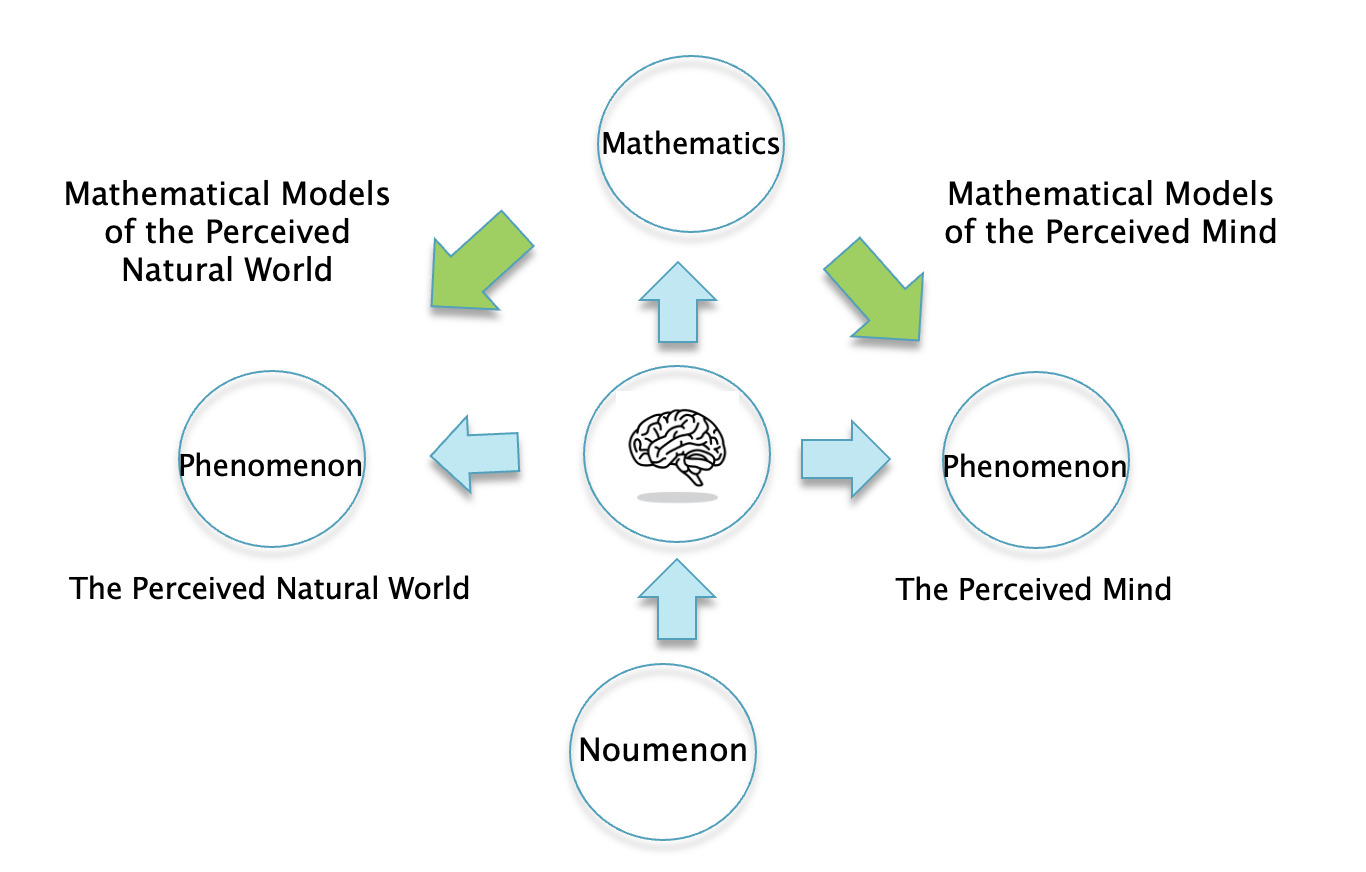 Mathematics
Mathematical Models
of the Perceived
Natural World
Mathematical Models
of the Perceived Mind
Phenomenon
Phenomenon
The Perceived Natural World
The Perceived Mind
Noumenon